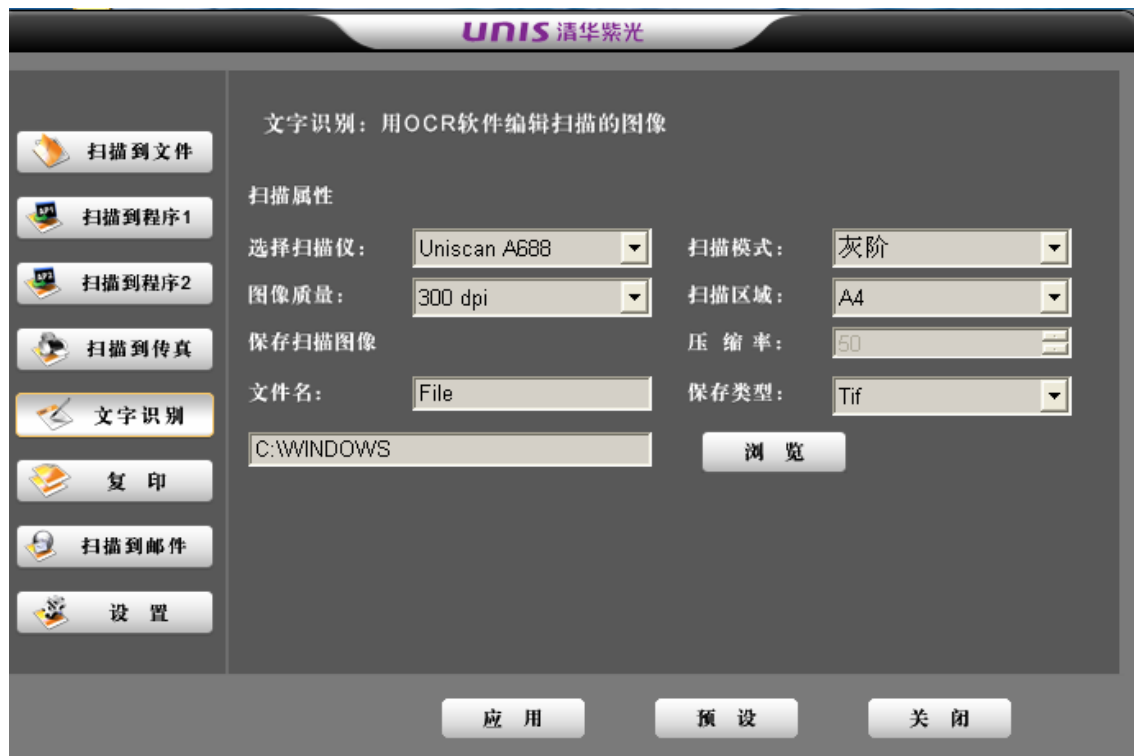 UNIS 清华紫光
扫描到文件
扫描到程序1
扫描到程序2
扫描到传真
文字识别
复 印
扫描到邮件
设 置
文字识别：用OCR软件编辑扫描的图像
扫描属性
选择扫描仪： Uniscan A688 扫描模式： 灰阶
图像质量： 300 dpi 扫描区域： A4
保存扫描图像 压 缩 率： 50
文件名： File 保存类型： Tif
C:\WINDOWS 浏 览
应 用 预 设 关 闭